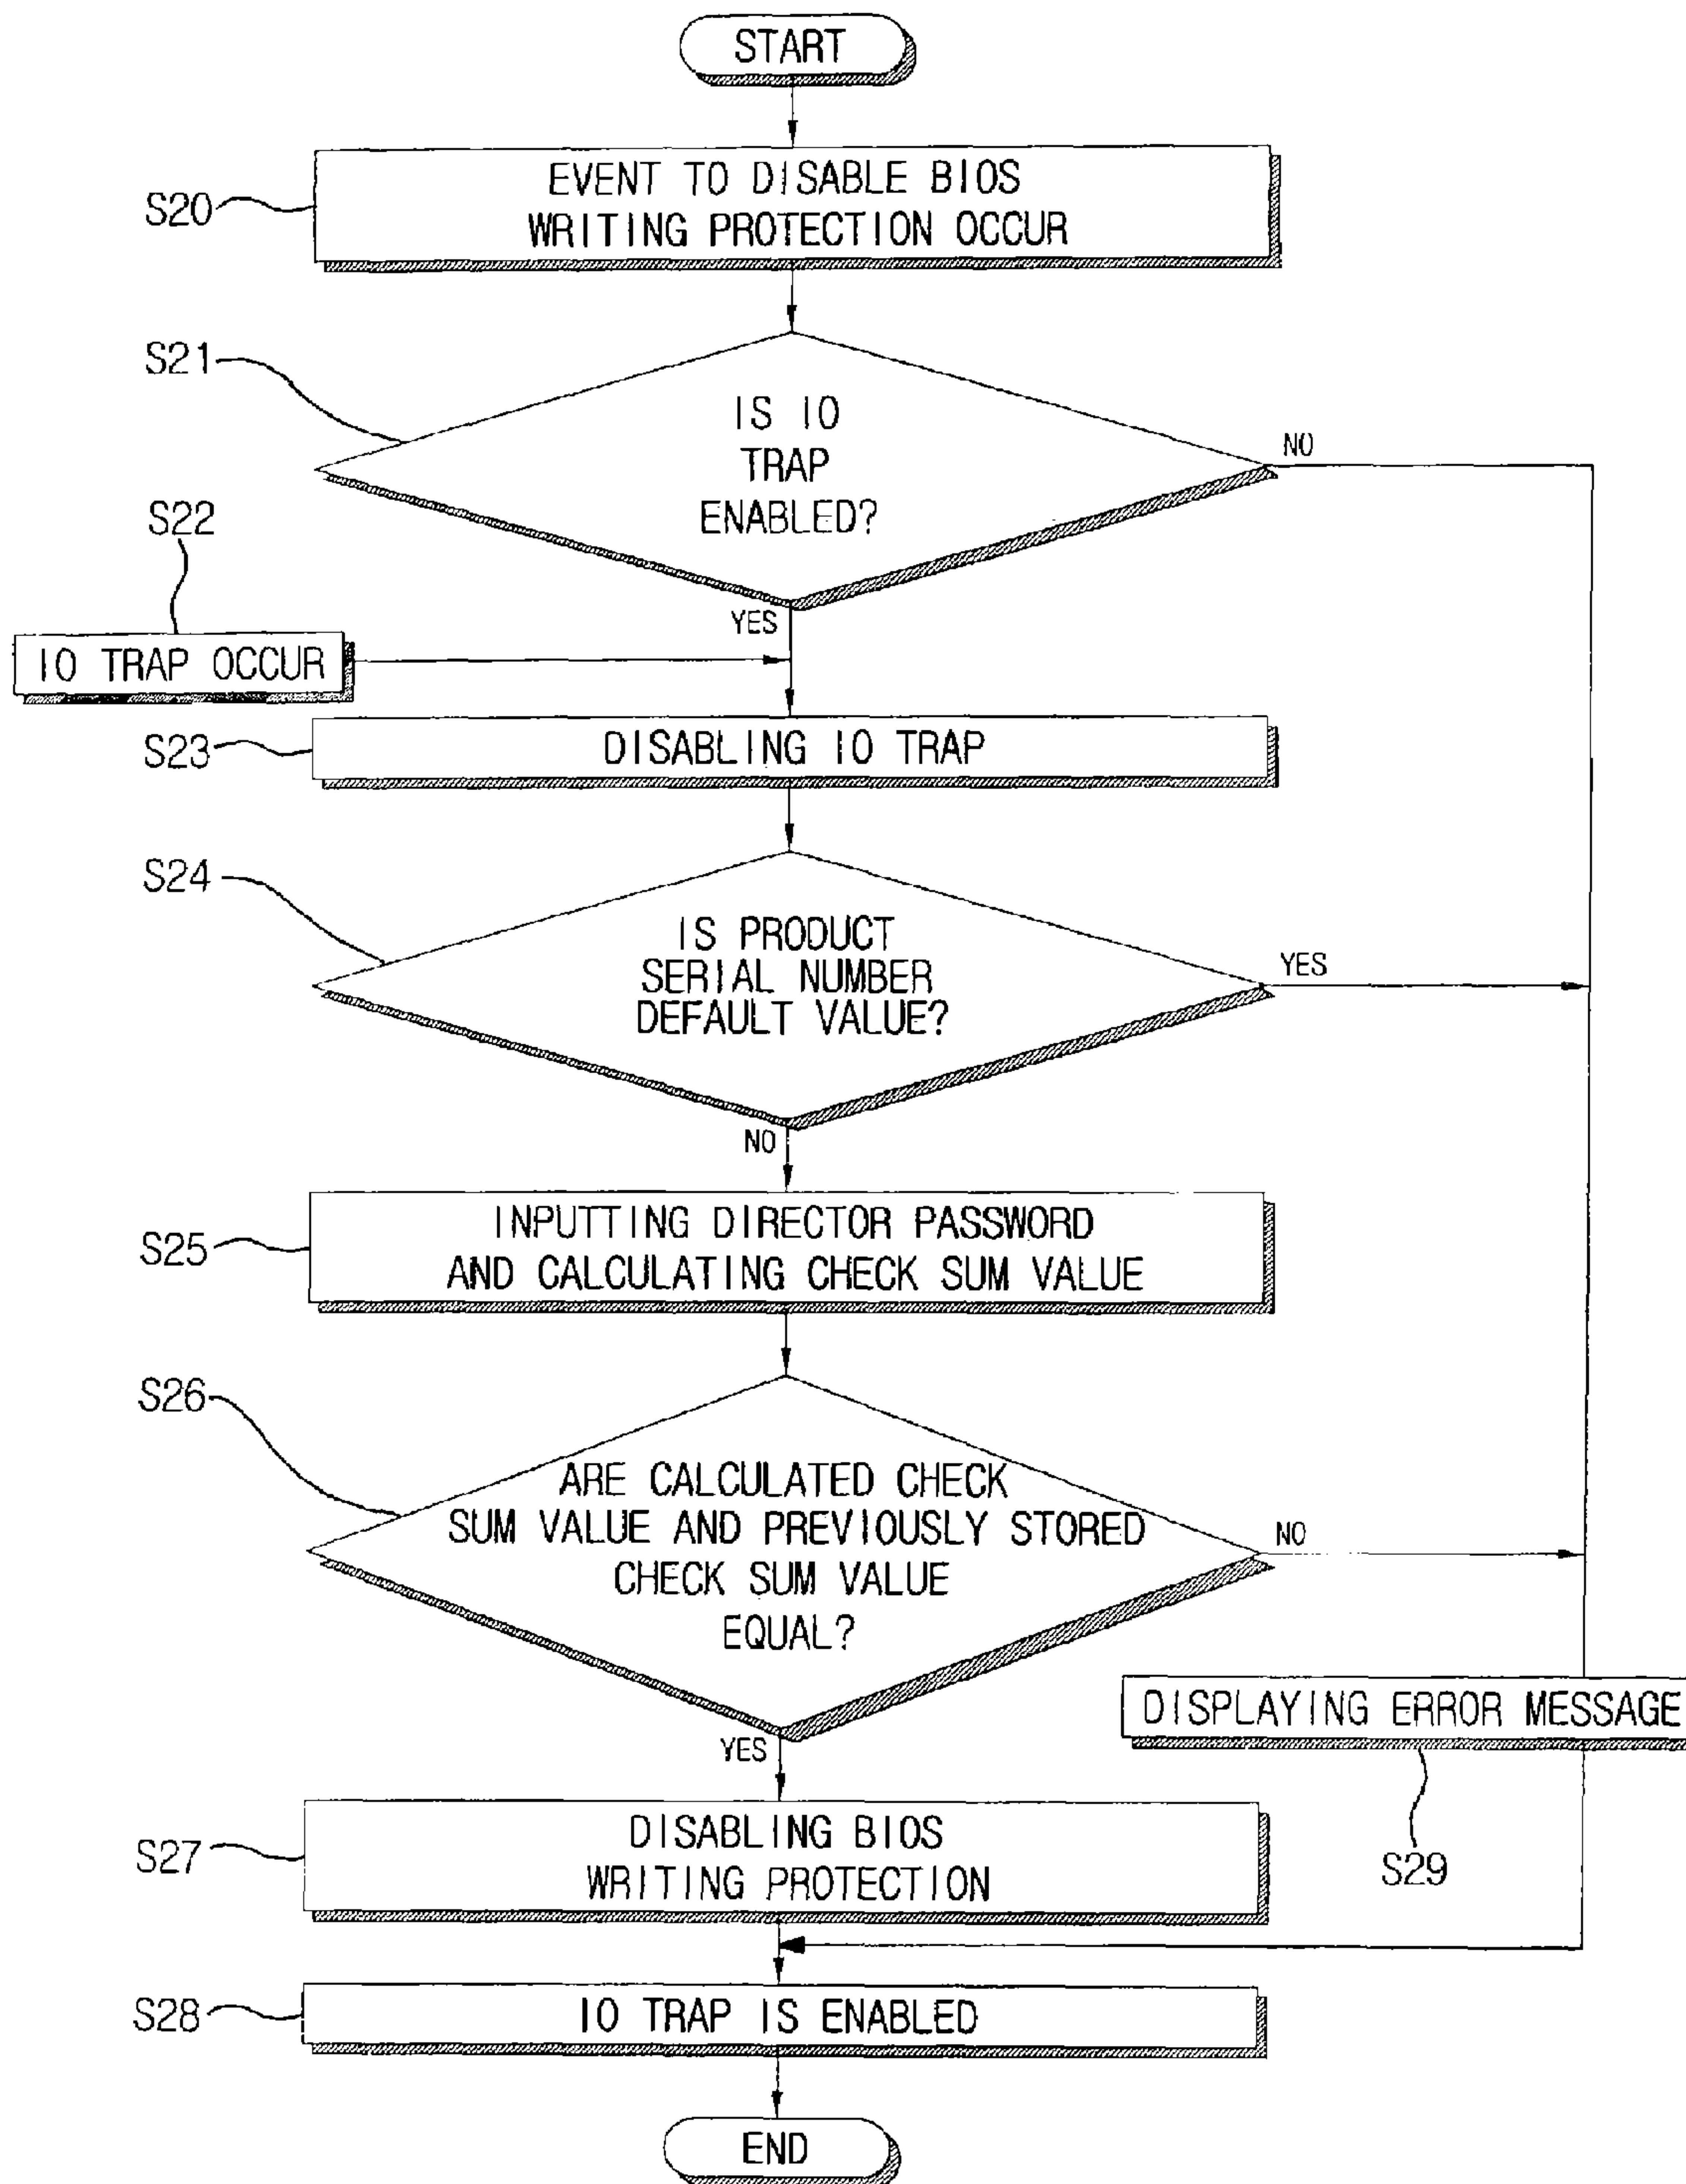 START
EVENT TO DISABLE BIOS
WRITING PROTECTION OCCUR
S20
S21
IS IO
TRAP
ENABLED?
NO
S22
YES
IO TRAP OCCUR
S23
DISABLING IO TRAP
S24
IS PRODUCT
SERIAL NUMBER
DEFAULT VALUE?
YES
NO
S25
INPUTTING DIRECTOR PASSWORD
AND CALCULATING CHECK SUM VALUE
S26
ARE CALCULATED CHECK
SUM VALUE AND PREVIOUSLY STORED
CHECK SUM VALUE
EQUAL?
NO
YES
DISPLAYING ERROR MESSAGE
S29
S27
DISABLING BIOS
WRITING PROTECTION
S28
IO TRAP IS ENABLED
END